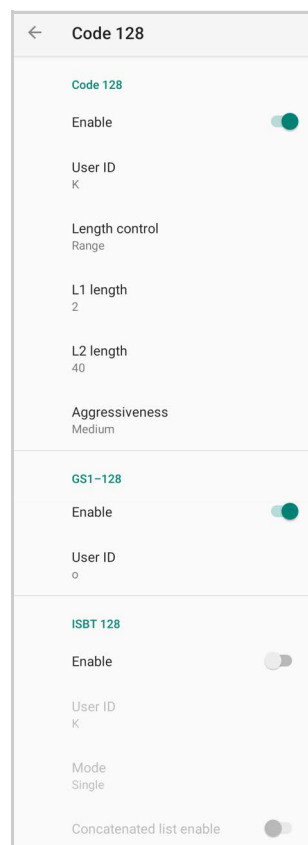 Code 128
Code 128
Enable
User ID
K
Length control
Range
L1 length
2
L2 length
40
Aggressiveness
Medium
GS1-128
Enable
User ID
o
ISBT 128
Enable
User ID
K
Mode
Single
Concatenated list enable